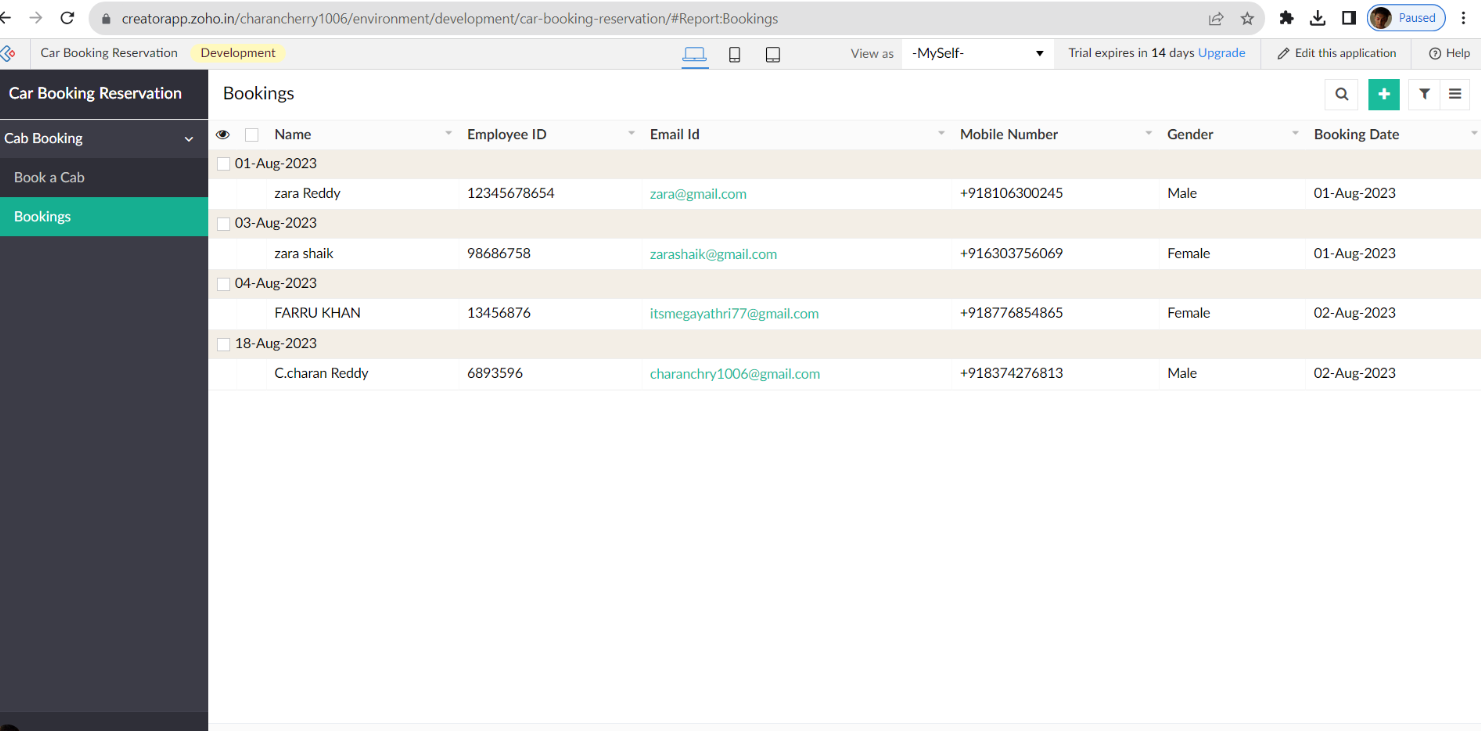 creatorapp.zoho.in/charancherry1006/environment/development/car-booking-reservation/#Report:Bookings Paused
Car Booking Reservation Development View as -MySelf- Trial expires in 14 days Upgrade Edit this application Help
Car Booking Reservation Bookings
Cab Booking Name Employee ID Email Id Mobile Number Gender Booking Date
01-Aug-2023
Book a Cab zara Reddy 12345678654 zara@gmail.com +918106300245 Male 01-Aug-2023
Bookings 03-Aug-2023
zara shaik 98686758 zarashaik@gmail.com +916303756069 Female 01-Aug-2023
04-Aug-2023
FARRU KHAN 13456876 itsmegayathri77@gmail.com +918776854865 Female 02-Aug-2023
18-Aug-2023
C.charan Reddy 6893596 charanchry1006@gmail.com +918374276813 Male 02-Aug-2023